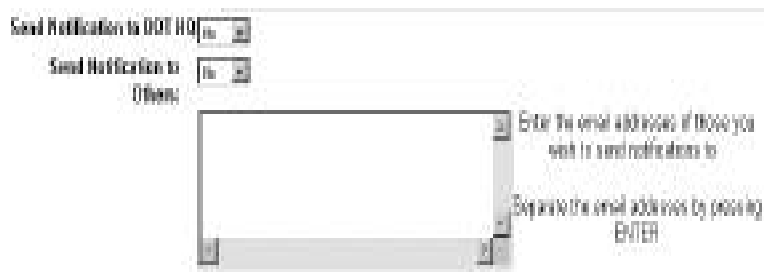 Send Notification to DOT HQ
No
Send Notification to
Others:
No
Enter the email addresses of those you
wish to send notifications to
Separate the email addresses by pressing
ENTER